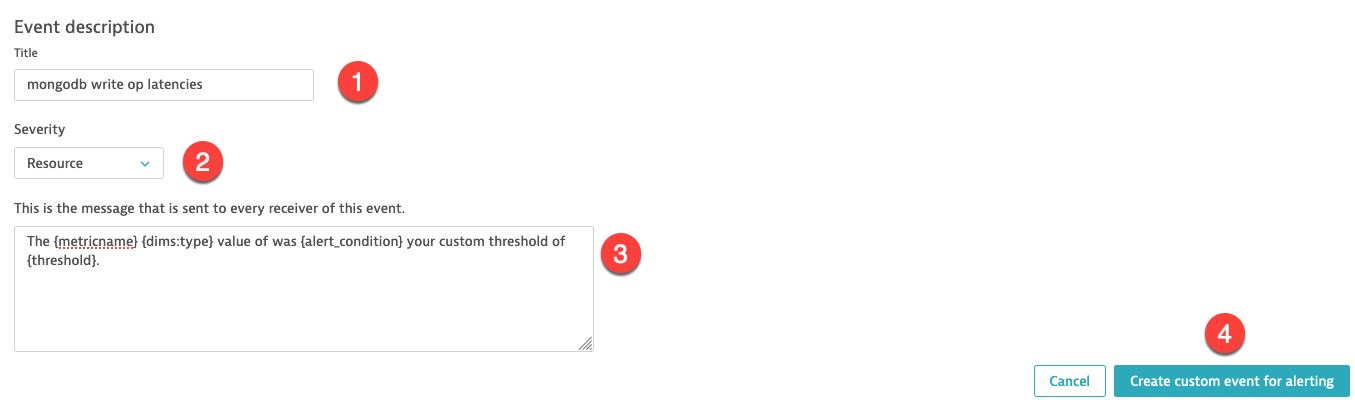 Event description
Title
mongodb write op latencies
1
Severity
Resource
2
This is the message that is sent to every receiver of this event.
The {metricname} {dims:type} value of was {alert_condition} your custom threshold of
{threshold}.
3
4
Cancel
Create custom event for alerting